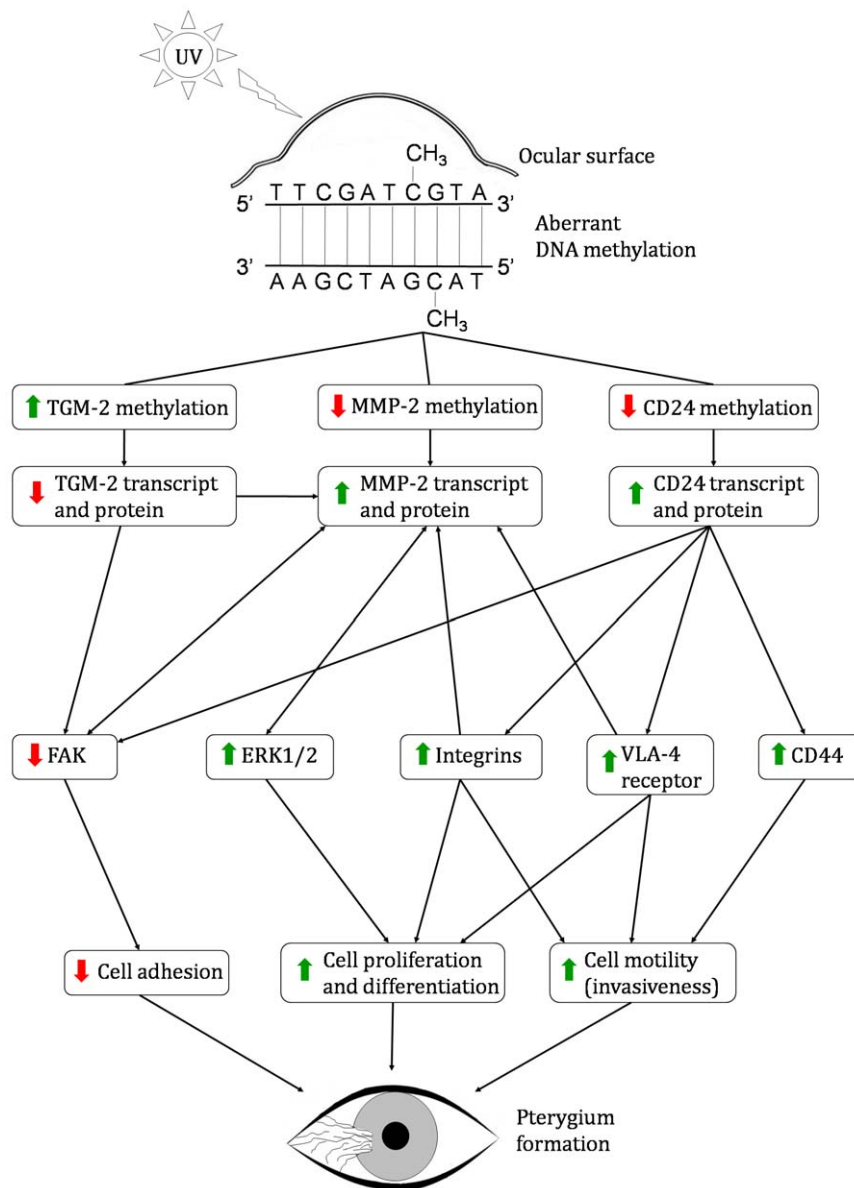 UV
Ocular surface
CH3
5' T T C G A T C G T A 3'
Aberrant
DNA methylation
3' 5'
A A G C T A G C A T
CH3
TGM-2 methylation
MMP-2 methylation
CD24 methylation
TGM-2 transcript
and protein
MMP-2 transcript
and protein
CD24 transcript
and protein
FAK
ERK1/2
Integrins
VLA-4
receptor
CD44
Cell adhesion
Cell proliferation
and differentiation
Cell motility
(invasiveness)
Pterygium
formation